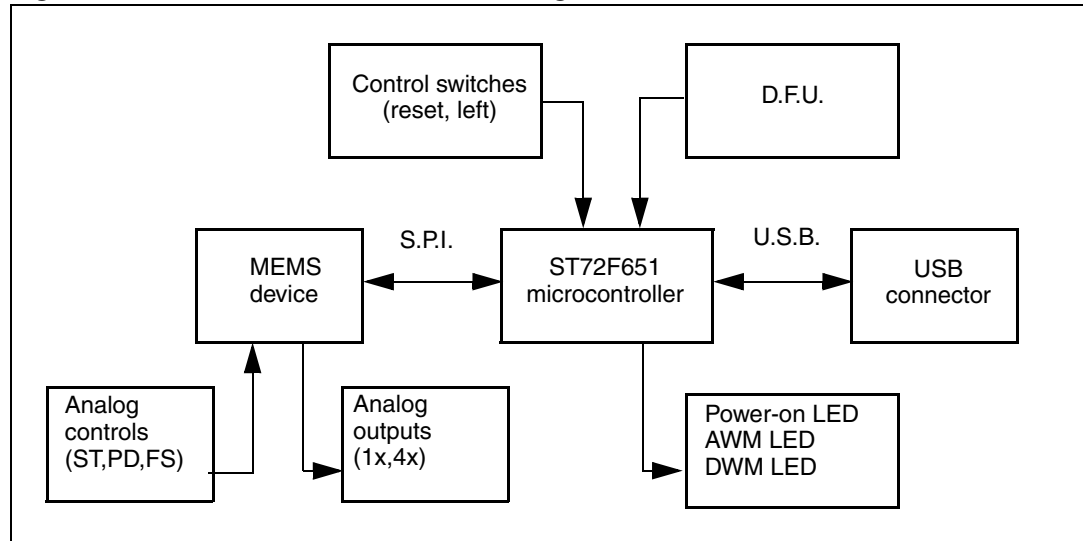 Control switches
(reset, left)
D.F.U.
MEMS
device
S.P.I.
ST72F651
microcontroller
U.S.B.
USB
connector
Analog
controls
(ST,PD,FS)
Analog
outputs
(1x,4x)
Power-on LED
AWM LED
DWM LED